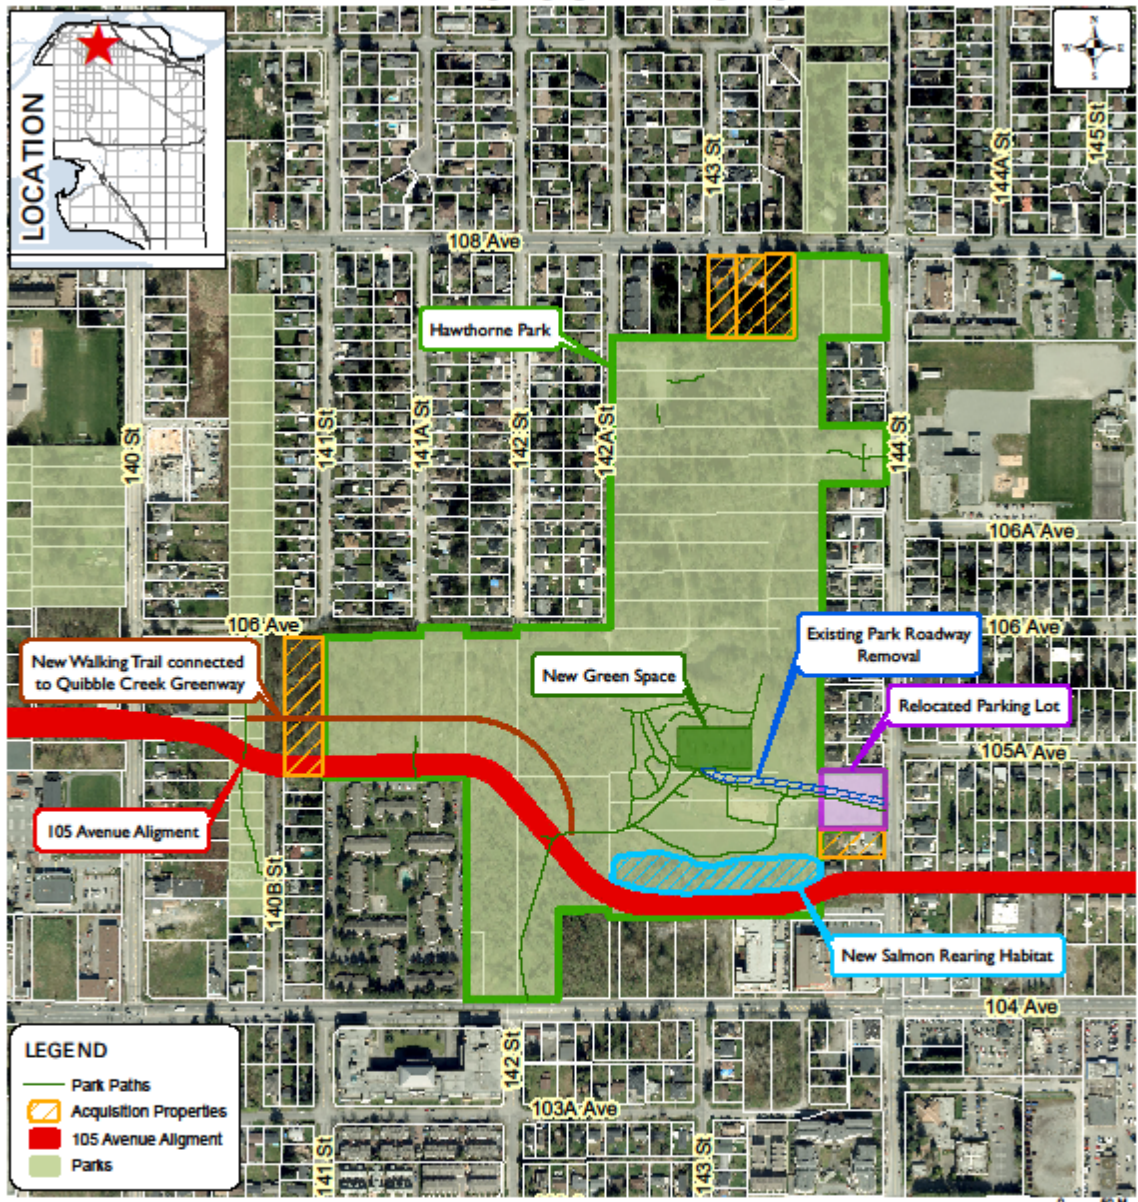 LOCATION
N
W E
S
143 St
144A St
145 St
108 Ave
Hawthorne Park
140 St
141 St
141A St
142 St
142A St
144 St
106A Ave
106 Ave
106 Ave
New Walking Trail connected
to Quibble Creek Greenway
New Green Space
Existing Park Roadway
Removal
Relocated Parking Lot
105A Ave
105 Avenue Aligment
140B St
New Salmon Rearing Habitat
104 Ave
LEGEND
Park Paths
Acquisition Properties
105 Avenue Aligment
Parks
142 St
103A Ave
141 St
143 St